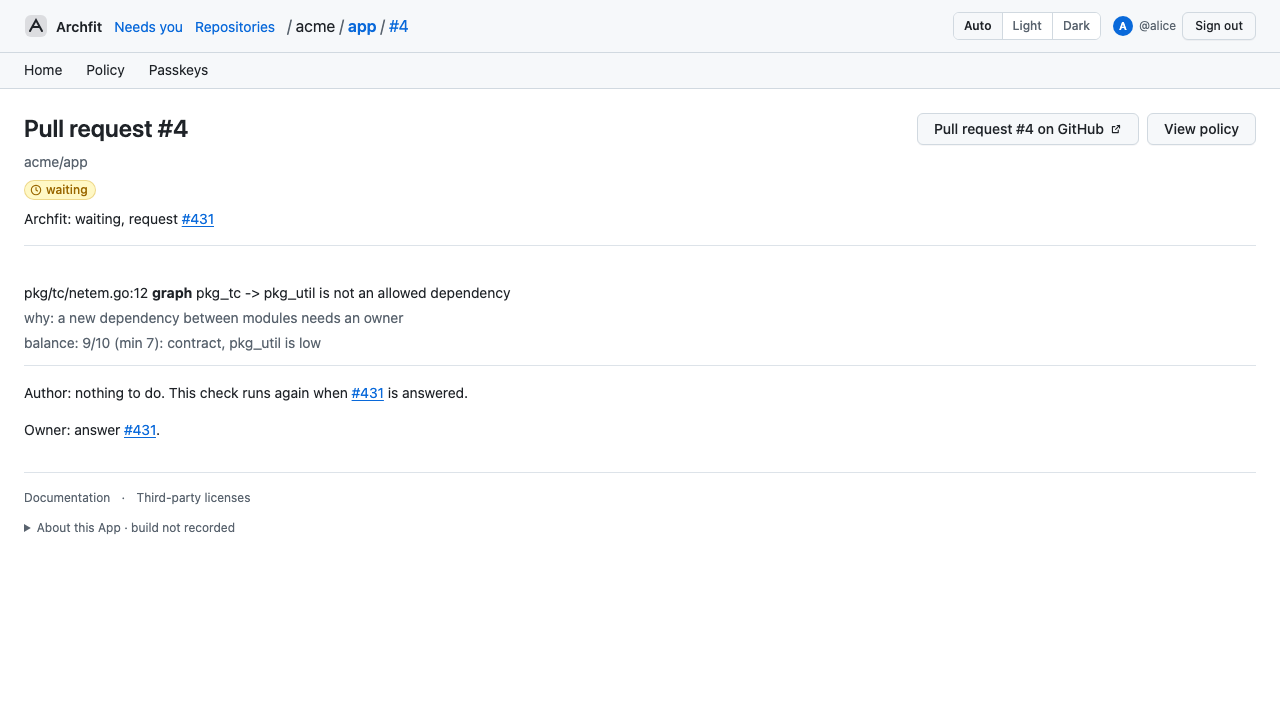 Archfit Needs you Repositories / acme / app / #4 Auto Light Dark A @alice Sign out
Home Policy Passkeys
Pull request #4 Pull request #4 on GitHub View policy
acme/app
waiting
Archfit: waiting, request #431
pkg/tc/netem.go:12 graph pkg_tc -> pkg_util is not an allowed dependency
why: a new dependency between modules needs an owner
balance: 9/10 (min 7): contract, pkg_util is low
Author: nothing to do. This check runs again when #431 is answered.
Owner: answer #431.
Documentation · Third-party licenses
About this App · build not recorded